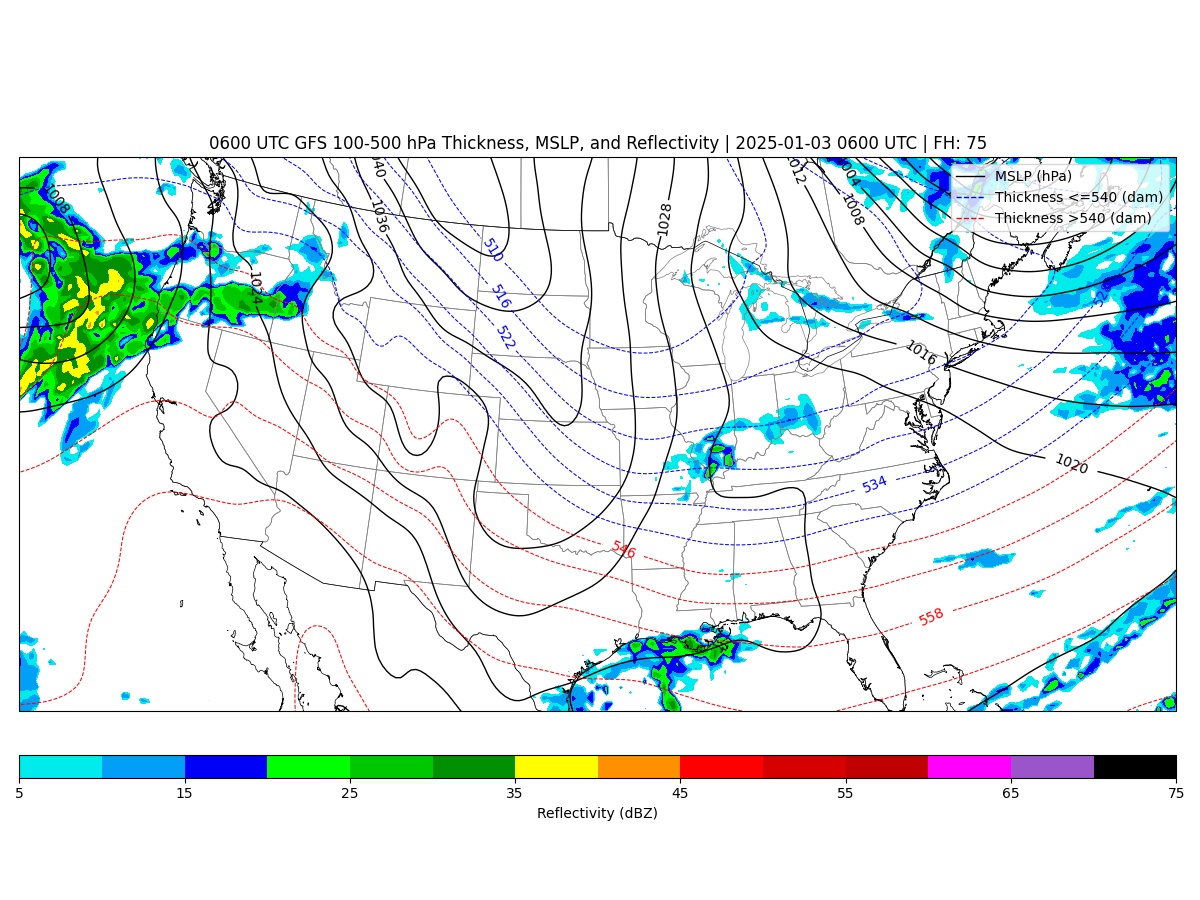 0600 UTC GFS 100-500 hPa Thickness, MSLP, and Reflectivity | 2025-01-03 0600 UTC | FH: 75
MSLP (hPa)
Thickness <=540 (dam)
Thickness >540 (dam)
1008
1036
1028
1012
1004
1008
510
516
522
1024
1016
1020
534
546
558
5 15 25 35 45 55 65 75
Reflectivity (dBZ)